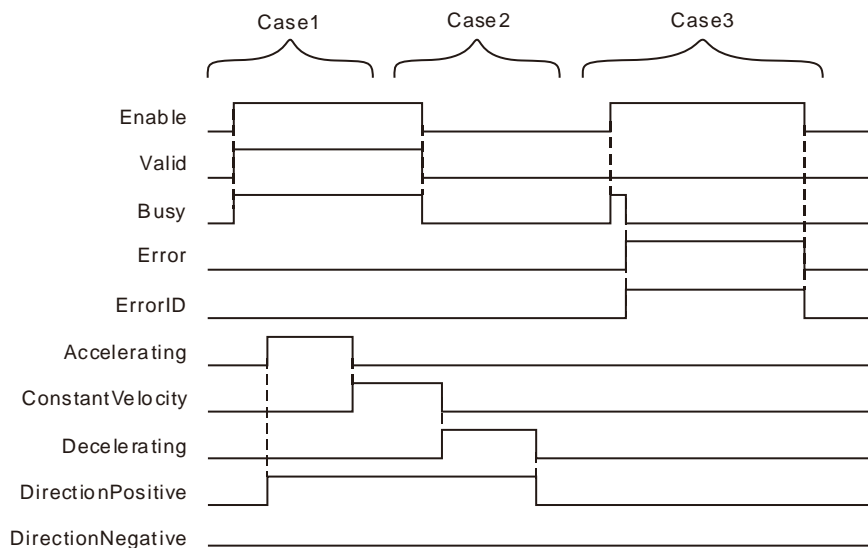 Case1 Case2 Case3
Enable
Valid
Busy
Error
ErrorID
Accelerating
ConstantVelocity
Decelerating
DirectionPositive
DirectionNegative